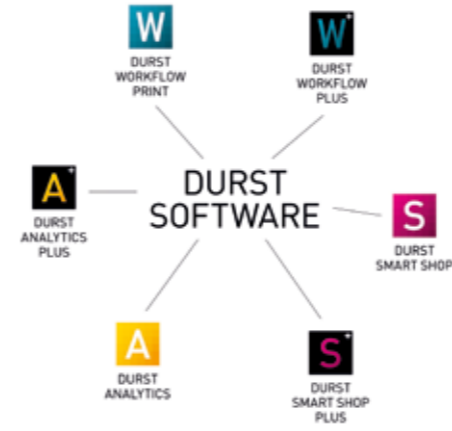 W
DURST
WORKFLOW
PRINT
W+
DURST
WORKFLOW
PLUS
A+
DURST
ANALYTICS
PLUS
DURST
SOFTWARE
S
DURST
SMART SHOP
A
DURST
ANALYTICS
S+
DURST
SMART SHOP
PLUS